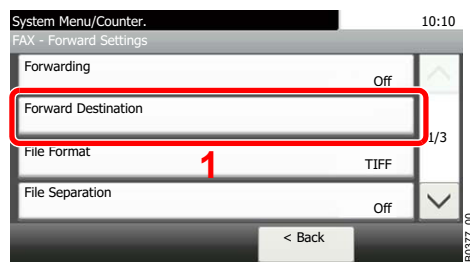 System Menu/Counter. 10:10
FAX - Forward Settings
Forwarding
Off
Forward Destination
1/3
File Format
1
TIFF
File Separation
Off
< Back
B0377_00